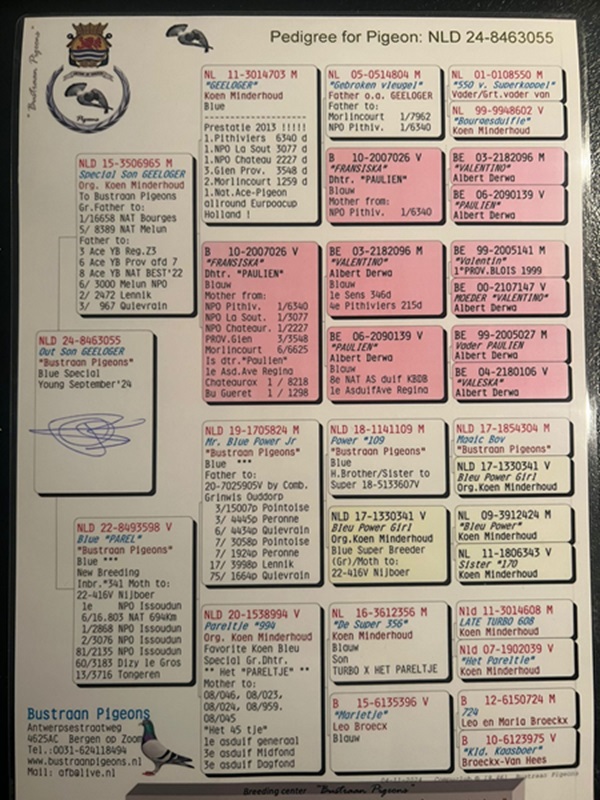 Pedigree for Pigeon: NLD 24-8463055
"Bustraan Pigeons"
NLD 24-8463055
Out Son GEELOGER
"Bustraan Pigeons"
Blue Special
Young September'24
NLD 15-3506965 M
Special Son GEELOGER
Org. Koen Minderhoud
To Bustraan Pigeons
Gr.Father to:
1/16658 NAT Bourges
5/ 8389 NAT Melun
Father to:
3 Ace YB Reg.Z3
6 Ace YB Prov afd 7
8 Ace YB NAT BEST'22
6/ 3000 Melun NPO
2/ 2472 Lennik
3/ 967 Quievrain
NLD 22-8493598 V
Blue "PAREL"
"Bustraan Pigeons"
Blue ***
New Breeding
Inbr.*341 Moth to:
22-416V Nijboer
1e NPO Issoudun
6/16.803 NAT 694Km
1/2868 NPO Issoudun
2/3076 NPO Issoudun
81/2135 NPO Issoudun
60/3183 Dizy le Gros
13/3716 Tongeren
NL 11-3014703 M
"GEELOGER"
Koen Minderhoud
Blue
--------------------
Prestatie 2013 !!!!!
1.Pithiviers 6340 d
1.NPO La Sout 3077 d
1.NPO Chateau 2227 d
3.Gien Prov. 3548 d
2.Morlincourt 1259 d
1.Nat.Ace-Pigeon
allround Europacup
Holland !
B 10-2007026 V
"FRANSISKA"
Dhtr. "PAULIEN"
Blauw
Mother from:
NPO Pithiv. 1/6340
NPO La Sout. 1/3077
NPO Chateaur. 1/2227
PROV.Gien 3/3548
Morlincourt 6/6625
Is dtr."Paulien"
1e Asd.Ave Regina
Chateaurox 1 / 8218
Bu Gueret 1 / 1298
NLD 19-1705824 M
Mr. Blue Power Jr
"Bustraan Pigeons"
Blue ***
Father to:
20-7025905V by Comb.
Grinwis Ouddorp
3/15007p Pointoise
3/ 4445p Peronne
6/ 4434p Quievrain
7/ 3058p Pointoise
7/ 1924p Peronne
17/ 3998p Lennik
75/ 1664p Quievrain
NLD 20-1538994 V
Pareltje *994
Org. Koen Minderhoud
Favorite Koen Bleu
Special Gr.Dhtr.
** Het "PARELTJE" **
Mother to:
08/046, 08/023,
08/024, 08/959.
08/045
"Het 45 tje"
1e asduif generaal
3e asduif Midfond
3e asduif Dagfond
NL 05-0514804 M
"Gebroken vleugel"
Father o.a. GEELOGER
Father to:
Morlincourt 1/7962
NPO Pithiv. 1/6340
B 10-2007026 V
"FRANSISKA"
Dhtr. "PAULIEN"
Blauw
Mother from:
NPO Pithiv. 1/6340
BE 03-2182096 M
"VALENTINO"
Albert Derwa
Blauw
1e Sens 346d
4e Pithiviers 215d
BE 06-2090139 V
"PAULIEN"
Albert Derwa
Blauw
8e NAT AS duif KBDB
1e AsduifAve Regina
NLD 18-1141109 M
Power *109
"Bustraan Pigeons"
Blue
H.Brother/Sister to
Super 18-5133607V
NLD 17-1330341 V
Bleu Power Girl
Org.Koen Minderhoud
Blue Super Breeder
(Gr)/Moth to:
22-416V Nijboer
NL 16-3612356 M
"De Super 356"
Koen Minderhoud
Blauw
Son
TURBO X HET PARELTJE
B 15-6135396 V
"Marietje"
Leo Broecx
Blauw
NL 01-0108550 M
"550 v. Superkoppel"
Vader/Grt.vader van
NL 99-9948602 V
"Bourgesduifje"
Koen Minderhoud
BE 03-2182096 M
"VALENTINO"
Albert Derwa
BE 06-2090139 V
"PAULIEN"
Albert Derwa
BE 99-2005141 M
"Valentin"
1°PROV.BLOIS 1999
BE 00-2107147 V
MOEDER "VALENTINO"
Albert Derwa
BE 99-2005027 M
Vader PAULIEN
Albert Derwa
BE 04-2180106 V
"VALESKA"
Albert Derwa
NLD 17-1854304 M
Magic Boy
"Bustraan Pigeons"
NLD 17-1330341 V
Bleu Power Girl
Org.Koen Minderhoud
NL 09-3912424 M
"Bleu Power"
Koen Minderhoud
NL 11-1806343 V
Sister *170
Koen Minderhoud
Nld 11-3014608 M
LATE TURBO 608
Koen Minderhoud
Nld 07-1902039 V
"Het Pareltje"
Koen Minderhoud
B 12-6150724 M
724
Leo en Maria Broeckx
B 10-6123975 V
"Kld. Kaasboer"
Broeckx-Van Hees
Bustraan Pigeons
Antwerpsestraatweg
4625AC Bergen op Zoom
Tel.:0031-624118494
www.bustraanpigeons.nl
Mail: afb@live.nl
Breeding center "Bustraan Pigeons"